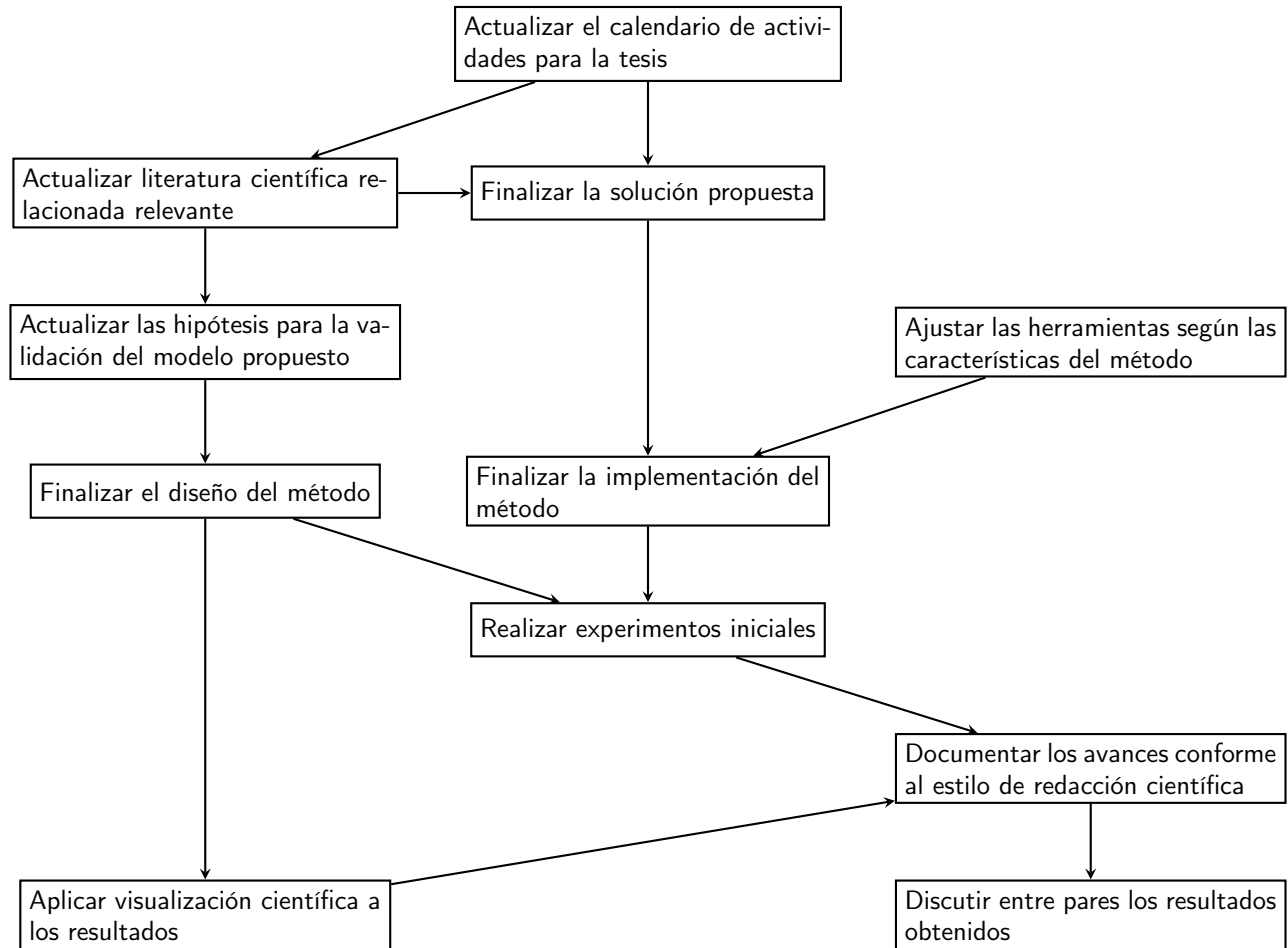 Actualizar el calendario de activi-
dades para la tesis
Actualizar literatura científica re-
lacionada relevante
Finalizar la solución propuesta
Actualizar las hipótesis para la va-
lidación del modelo propuesto
Ajustar las herramientas según las
características del método
Finalizar el diseño del método
Finalizar la implementación del
método
Realizar experimentos iniciales
Documentar los avances conforme
al estilo de redacción científica
Aplicar visualización científica a
los resultados
Discutir entre pares los resultados
obtenidos